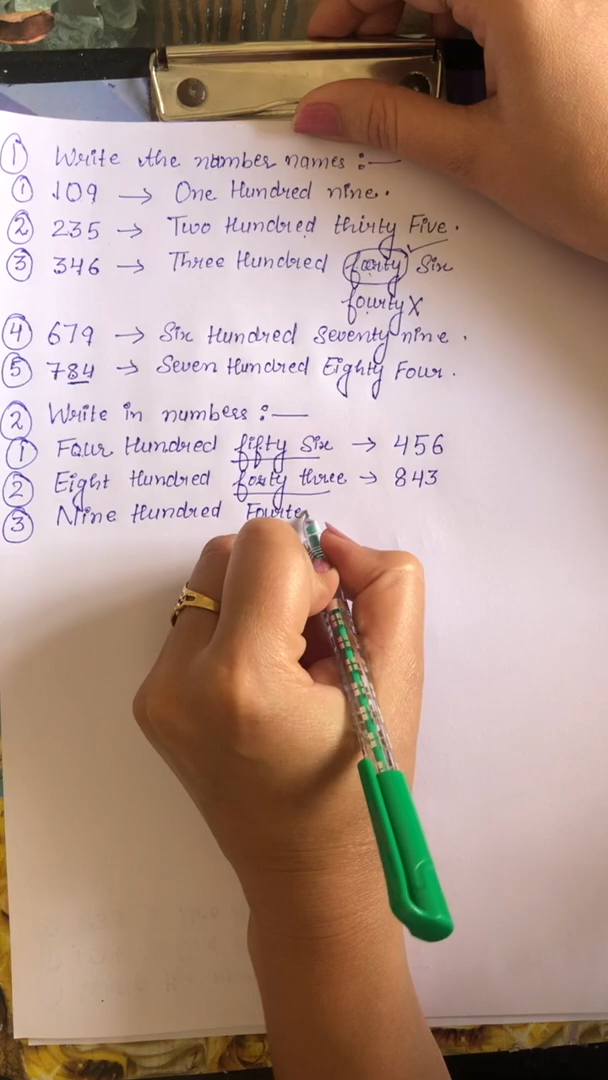 ① Write the number names :—
① 109 → One Hundred nine.
② 235 → Two Hundred thirty Five.
③ 346 → Three Hundred forty ✓ Six
fourty X
④ 679 → Six Hundred Seventy nine.
⑤ 784 → Seven Hundred Eighty Four.
② Write in numbers :—
① Four Hundred fifty Six → 456
② Eight Hundred forty three → 843
③ Nine Hundred Fourte